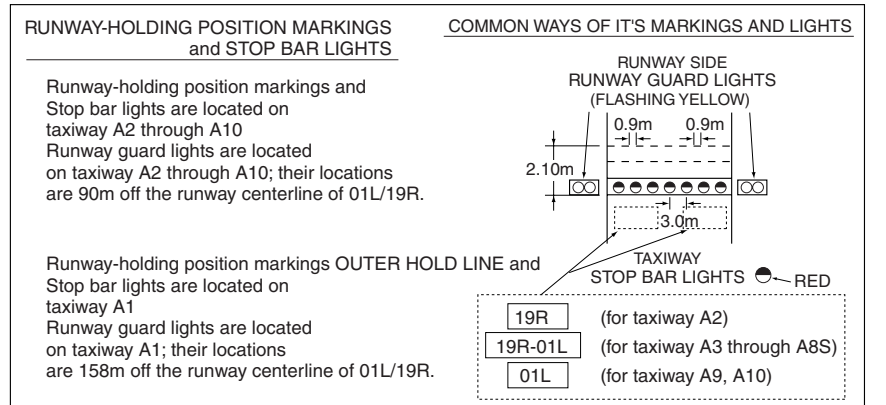 RUNWAY-HOLDING POSITION MARKINGS
and STOP BAR LIGHTS
Runway-holding position markings and
Stop bar lights are located on
taxiway A2 through A10
Runway guard lights are located
on taxiway A2 through A10; their locations
are 90m off the runway centerline of 01L/19R.
Runway-holding position markings OUTER HOLD LINE and
Stop bar lights are located on
taxiway A1
Runway guard lights are located
on taxiway A1; their locations
are 158m off the runway centerline of 01L/19R.
COMMON WAYS OF IT'S MARKINGS AND LIGHTS
RUNWAY SIDE
RUNWAY GUARD LIGHTS
(FLASHING YELLOW)
0.9m 0.9m
2.10m
3.0m
TAXIWAY
STOP BAR LIGHTS RED
19R (for taxiway A2)
19R-01L (for taxiway A3 through A8S)
01L (for taxiway A9, A10)